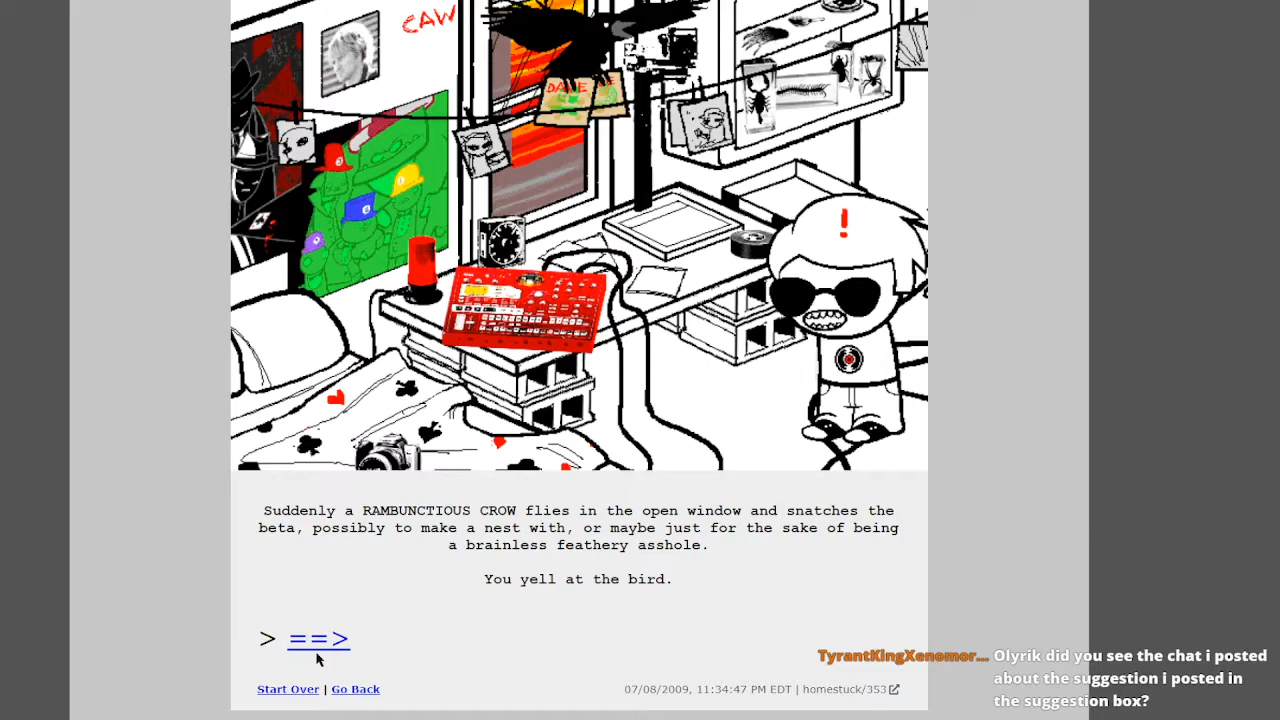 CAW
DAVE
!
Suddenly a RAMBUNCTIOUS CROW flies in the open window and snatches the
beta, possibly to make a nest with, or maybe just for the sake of being
a brainless feathery asshole.
You yell at the bird.
> ==>
Start Over | Go Back
07/08/2009, 11:34:47 PM EDT | homestuck/353
TyrantKingXenomor... Olyrik did you see the chat i posted
about the suggestion i posted in
the suggestion box?